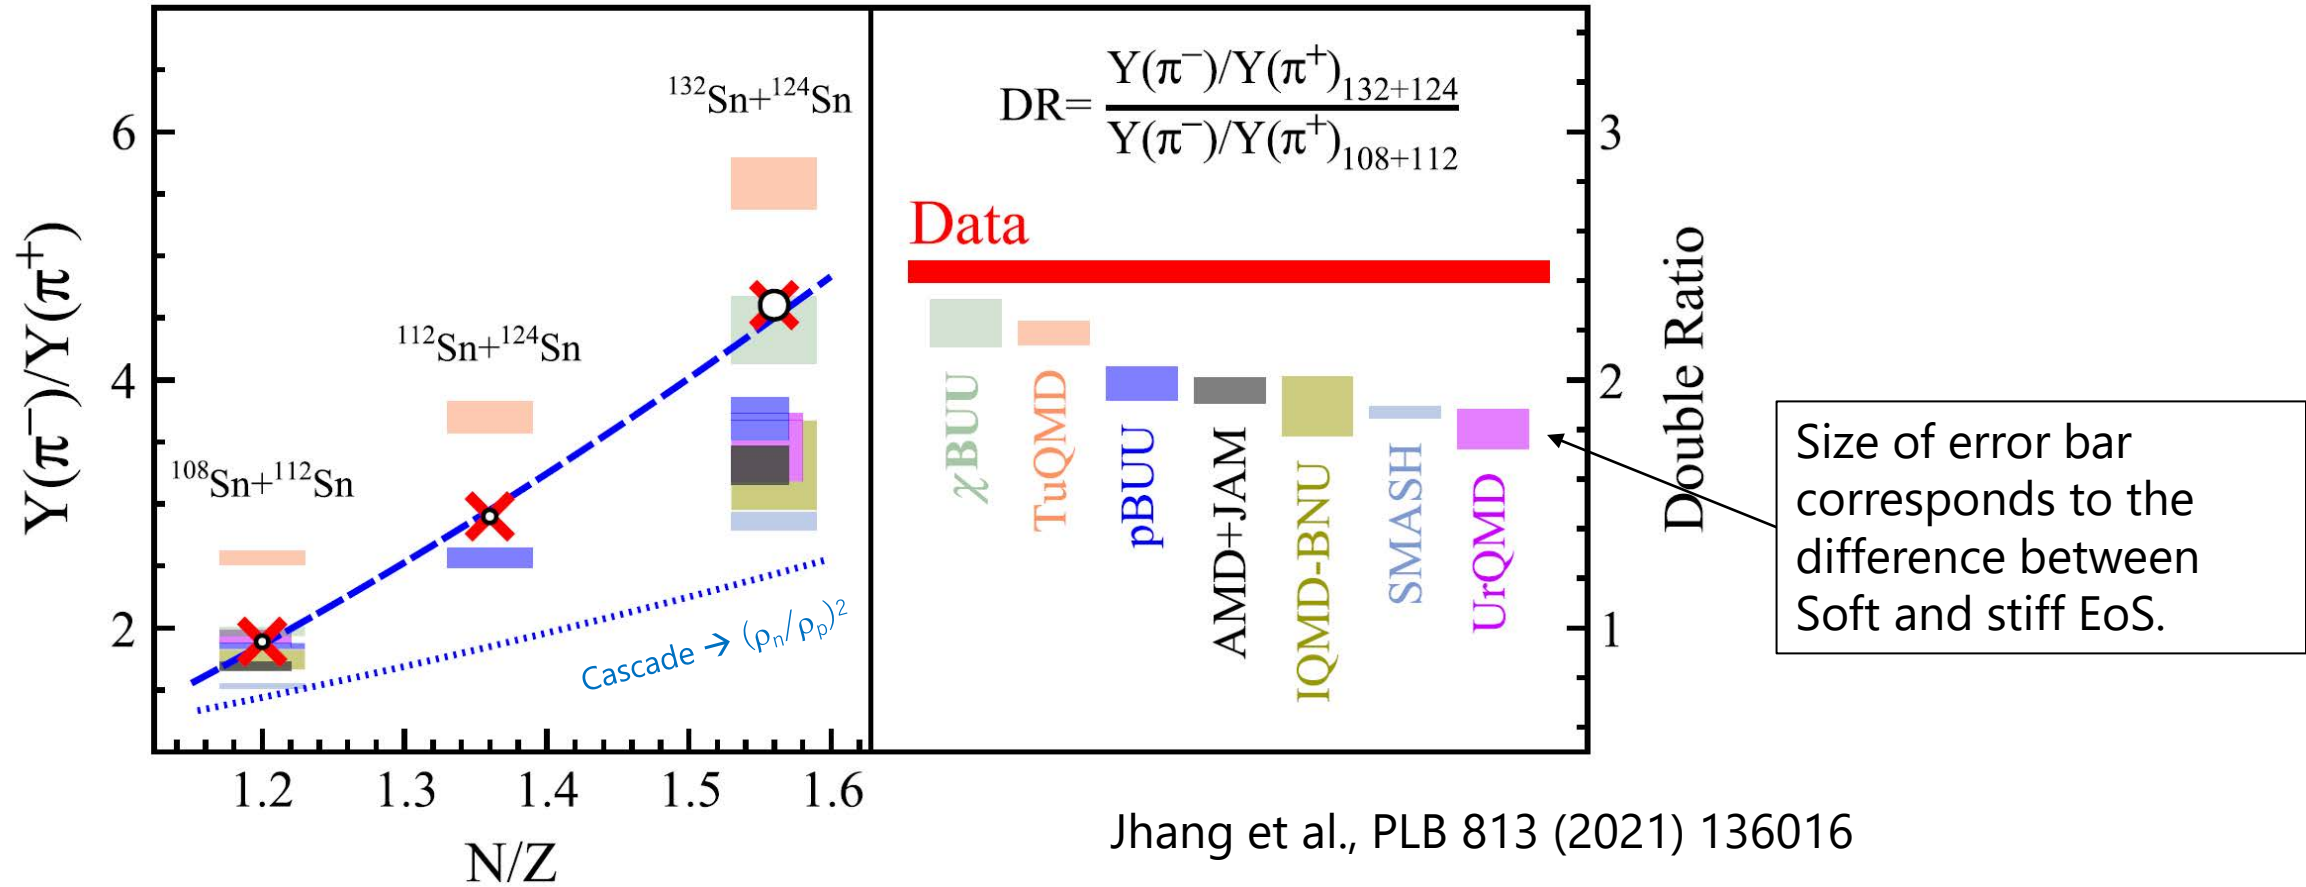 Y(π⁻)/Y(π⁺)
6
4
2
¹⁰⁸Sn+¹¹²Sn
¹¹²Sn+¹²⁴Sn
¹³²Sn+¹²⁴Sn
Cascade → (ρₙ/ρₚ)²
1.2 1.3 1.4 1.5 1.6
N/Z
DR= Y(π⁻)/Y(π⁺)₁₃₂₊₁₂₄
Y(π⁻)/Y(π⁺)₁₀₈₊₁₁₂
Data
χBUU
TuQMD
pBUU
AMD+JAM
IQMD-BNU
SMASH
UrQMD
3
2
1
Double Ratio
Size of error bar
corresponds to the
difference between
Soft and stiff EoS.
Jhang et al., PLB 813 (2021) 136016